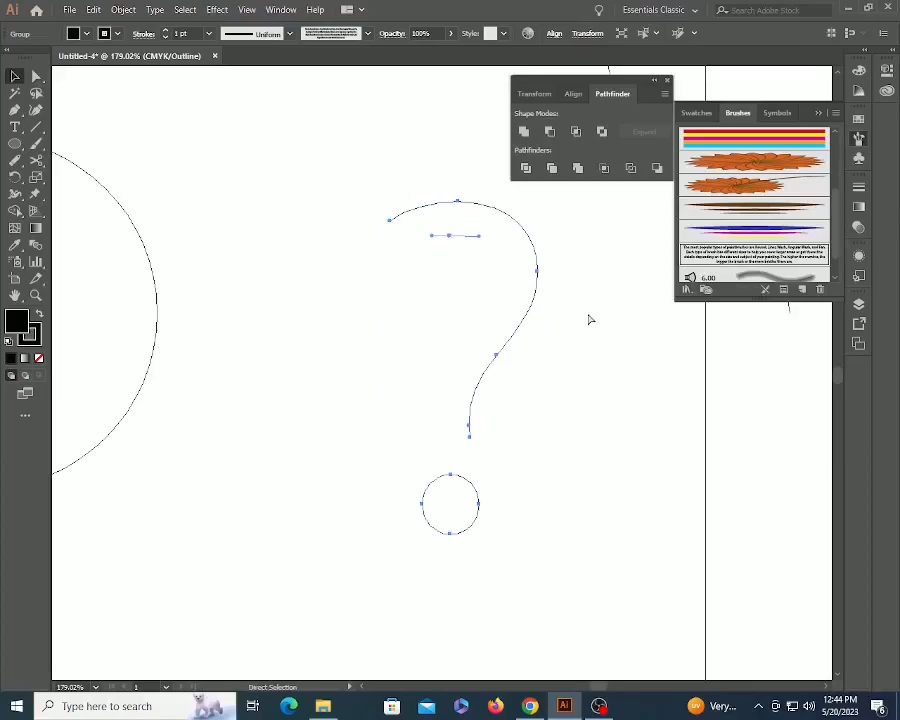 Ai File Edit Object Type Select Effect View Window Help Essentials Classic Search Adobe Stock
Group Stroke: 1 pt Uniform Opacity: 100% Style: Align Transform
Untitled-4* @ 179.02% (CMYK/Outline)
Transform Align Pathfinder
Shape Modes:
Expand
Pathfinders:
Swatches Brushes Symbols
6.00
179.02% 1 Direction Selection
Type here to search
Very...
12:44 PM
5/20/2023
6